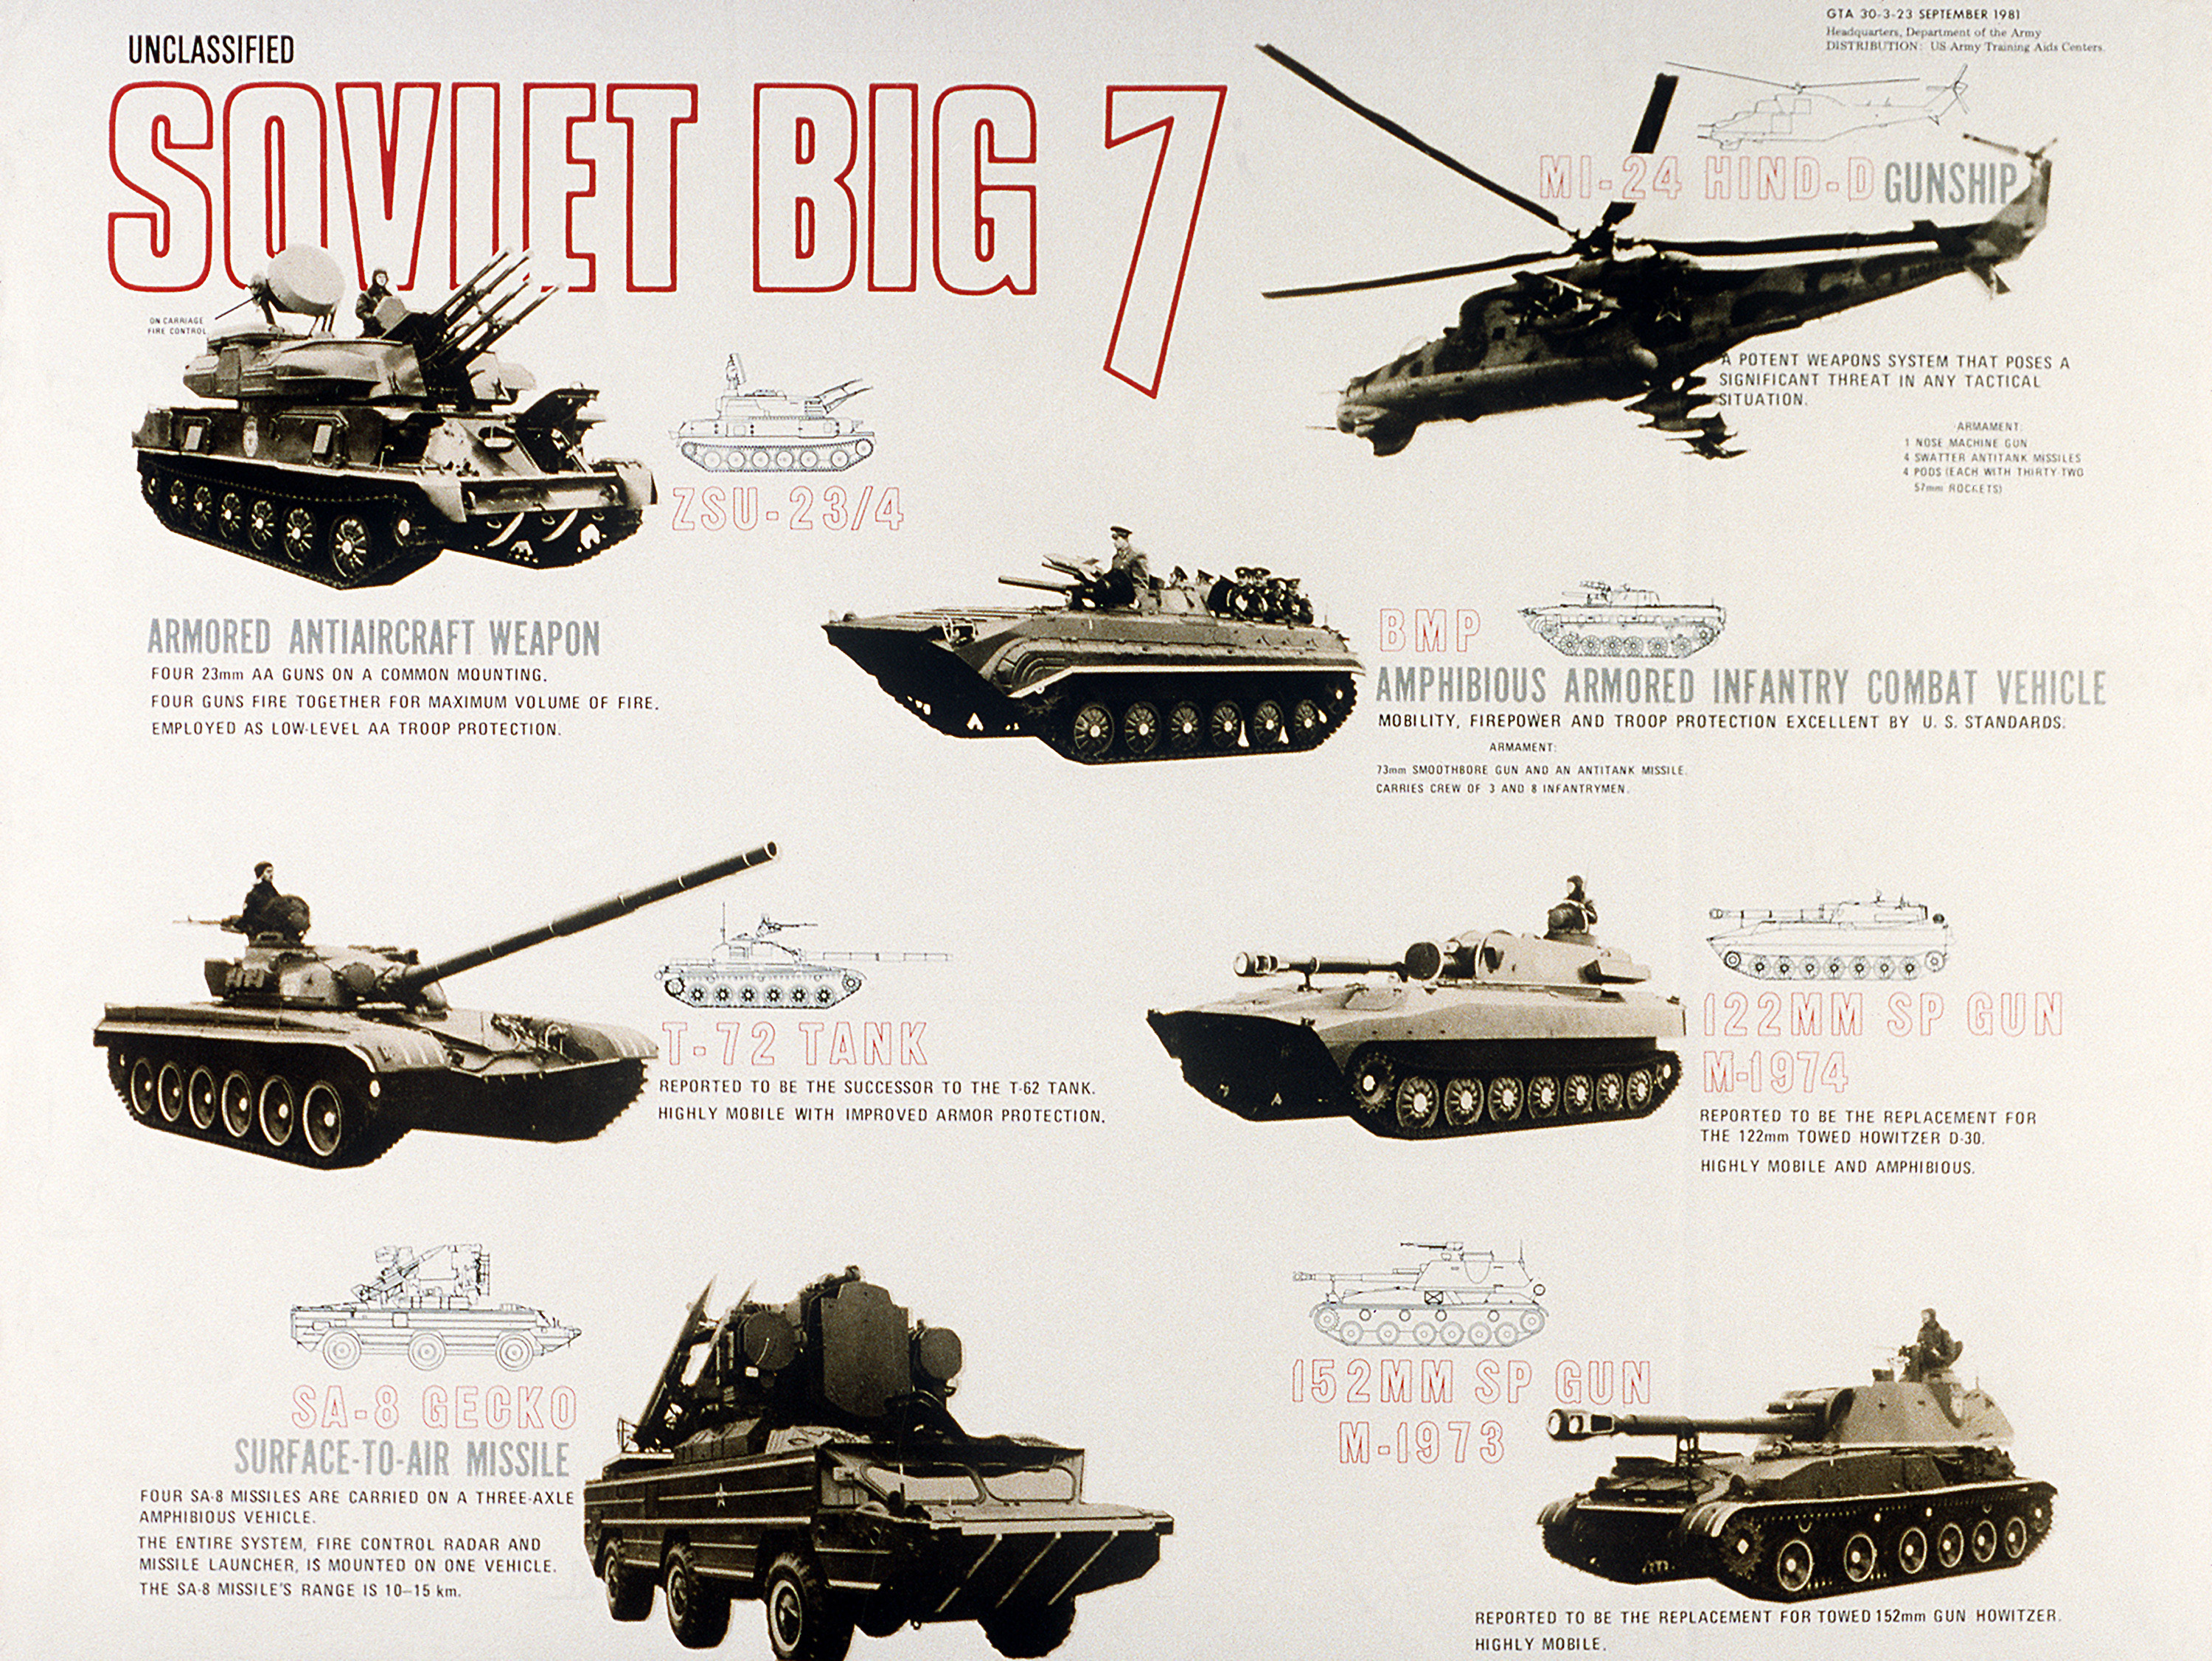 UNCLASSIFIED
SOVIET BIG 7
GTA 30-3-23 SEPTEMBER 1981
Headquarters, Department of the Army
DISTRIBUTION: US Army Training Aids Centers.
MI-24 HIND-D GUNSHIP
A POTENT WEAPONS SYSTEM THAT POSES A
SIGNIFICANT THREAT IN ANY TACTICAL
SITUATION.
ARMAMENT:
1 NOSE MACHINE GUN
4 SWATTER ANTITANK MISSILES
4 PODS (EACH WITH THIRTY-TWO
57mm ROCKETS)
ON CARRIAGE
FIRE CONTROL
ZSU-23/4
ARMORED ANTIAIRCRAFT WEAPON
FOUR 23mm AA GUNS ON A COMMON MOUNTING.
FOUR GUNS FIRE TOGETHER FOR MAXIMUM VOLUME OF FIRE.
EMPLOYED AS LOW-LEVEL AA TROOP PROTECTION.
BMP
AMPHIBIOUS ARMORED INFANTRY COMBAT VEHICLE
MOBILITY, FIREPOWER AND TROOP PROTECTION EXCELLENT BY U. S. STANDARDS.
ARMAMENT:
73mm SMOOTHBORE GUN AND AN ANTITANK MISSILE.
CARRIES CREW OF 3 AND 8 INFANTRYMEN.
T-72 TANK
REPORTED TO BE THE SUCCESSOR TO THE T-62 TANK.
HIGHLY MOBILE WITH IMPROVED ARMOR PROTECTION.
122MM SP GUN
M-1974
REPORTED TO BE THE REPLACEMENT FOR
THE 122mm TOWED HOWITZER D-30.
HIGHLY MOBILE AND AMPHIBIOUS.
SA-8 GECKO
SURFACE-TO-AIR MISSILE
FOUR SA-8 MISSILES ARE CARRIED ON A THREE-AXLE
AMPHIBIOUS VEHICLE.
THE ENTIRE SYSTEM, FIRE CONTROL RADAR AND
MISSILE LAUNCHER, IS MOUNTED ON ONE VEHICLE.
THE SA-8 MISSILE'S RANGE IS 10–15 km.
152MM SP GUN
M-1973
REPORTED TO BE THE REPLACEMENT FOR TOWED 152mm GUN HOWITZER.
HIGHLY MOBILE.